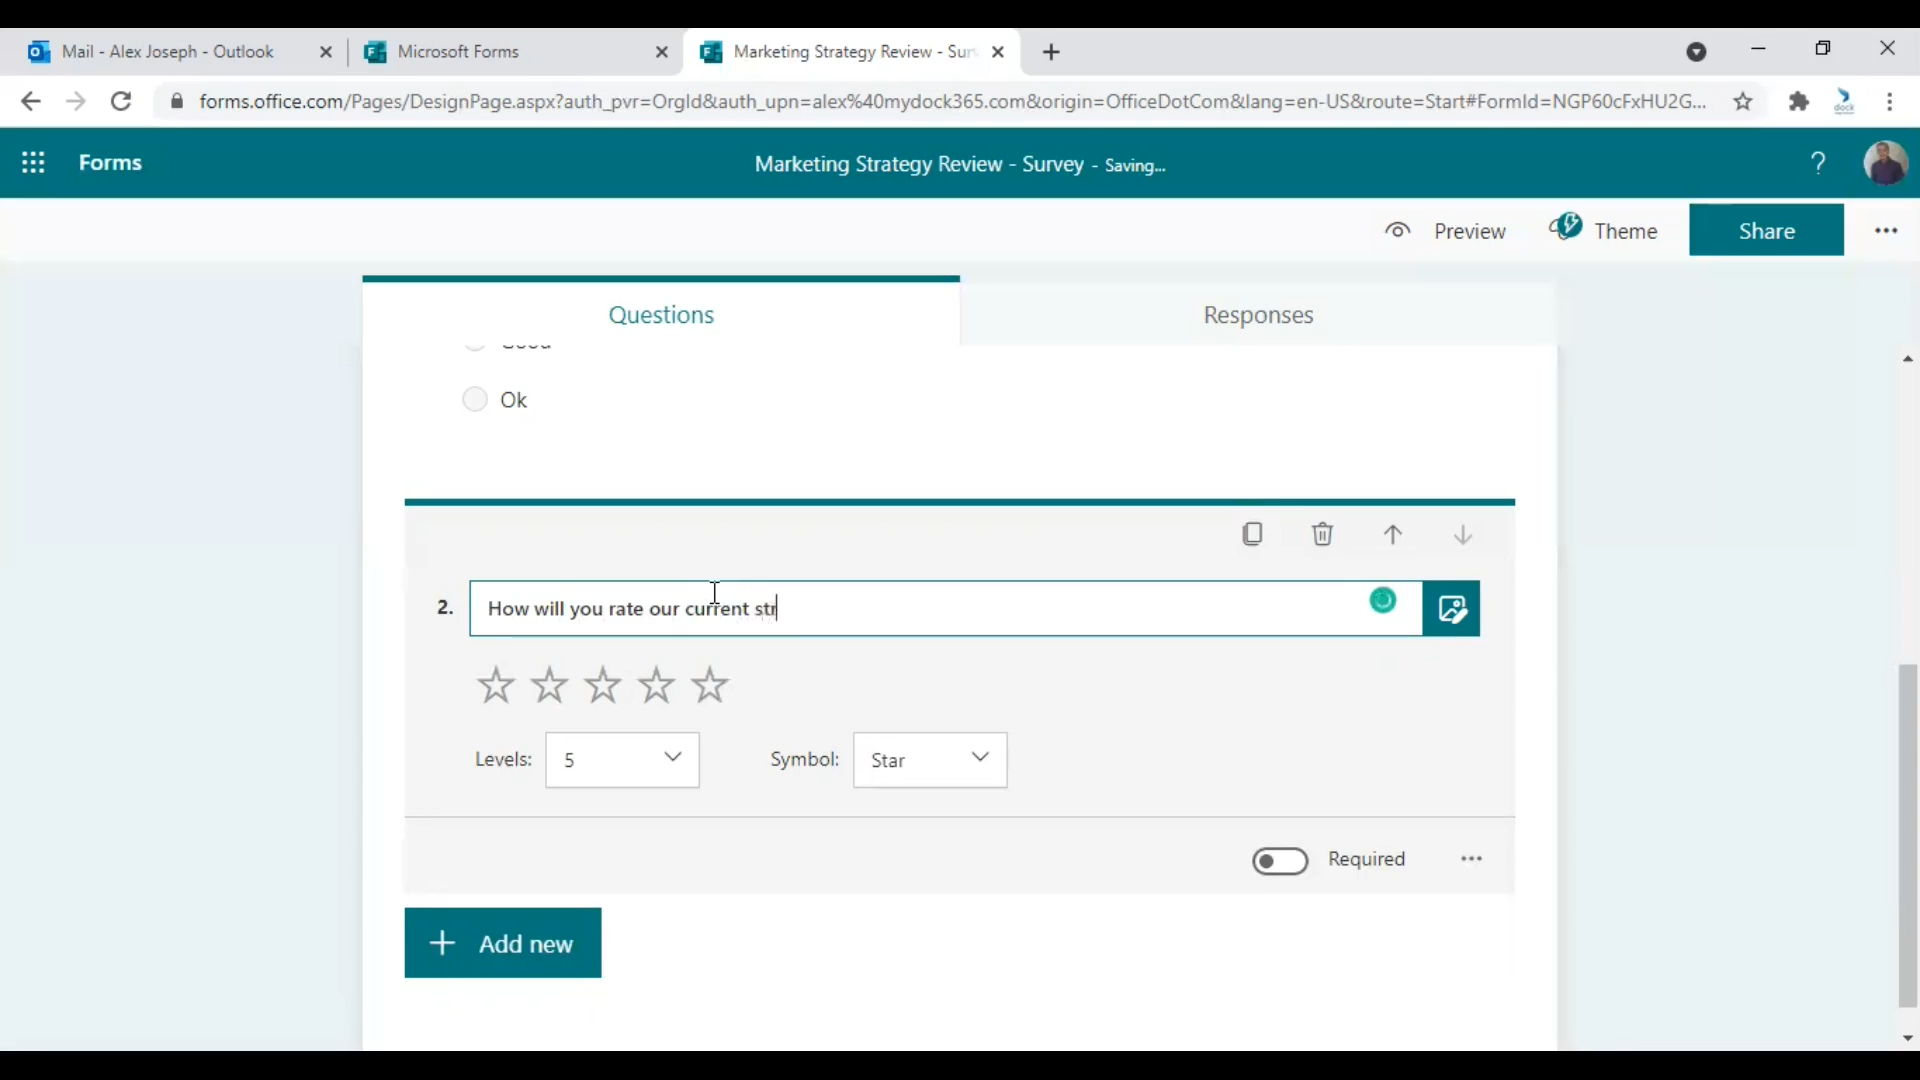 Mail - Alex Joseph - Outlook
Microsoft Forms
Marketing Strategy Review - Sur
forms.office.com/Pages/DesignPage.aspx?auth_pvr=OrgId&auth_upn=alex%40mydock365.com&origin=OfficeDotCom&lang=en-US&route=Start#FormId=NGP60cFxHU2G...
dock
Forms
Marketing Strategy Review - Survey - Saving...
?
Preview
Theme
Share
Questions
Responses
Good
Ok
2.
How will you rate our current str
Levels:
5
Symbol:
Star
Required
Add new